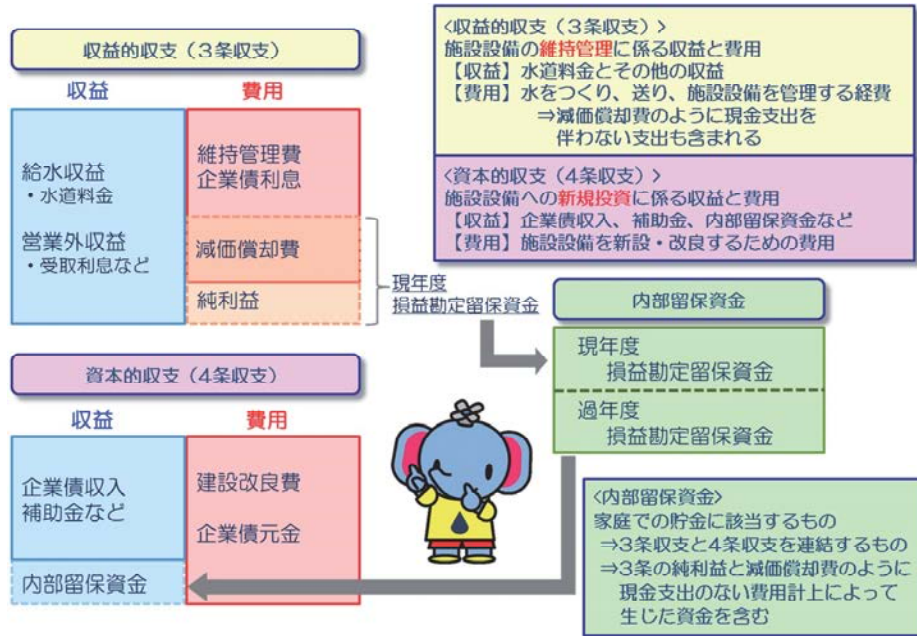 収益的収支（3条収支）
収益
費用
給水収益
・水道料金
営業外収益
・受取利息など
維持管理費
企業債利息
減価償却費
純利益
現年度
損益勘定留保資金
＜収益的収支（3条収支）＞
施設設備の維持管理に係る収益と費用
【収益】水道料金とその他の収益
【費用】水をつくり、送り、施設設備を管理する経費
⇒減価償却費のように現金支出を
伴わない支出も含まれる
＜資本的収支（4条収支）＞
施設設備への新規投資に係る収益と費用
【収益】企業債収入、補助金、内部留保資金など
【費用】施設設備を新設・改良するための費用
内部留保資金
現年度
損益勘定留保資金
過年度
損益勘定留保資金
資本的収支（4条収支）
収益
費用
企業債収入
補助金など
内部留保資金
建設改良費
企業債元金
＜内部留保資金＞
家庭での貯金に該当するもの
⇒3条収支と4条収支を連結するもの
⇒3条の純利益と減価償却費のように
現金支出のない費用計上によって
生じた資金を含む